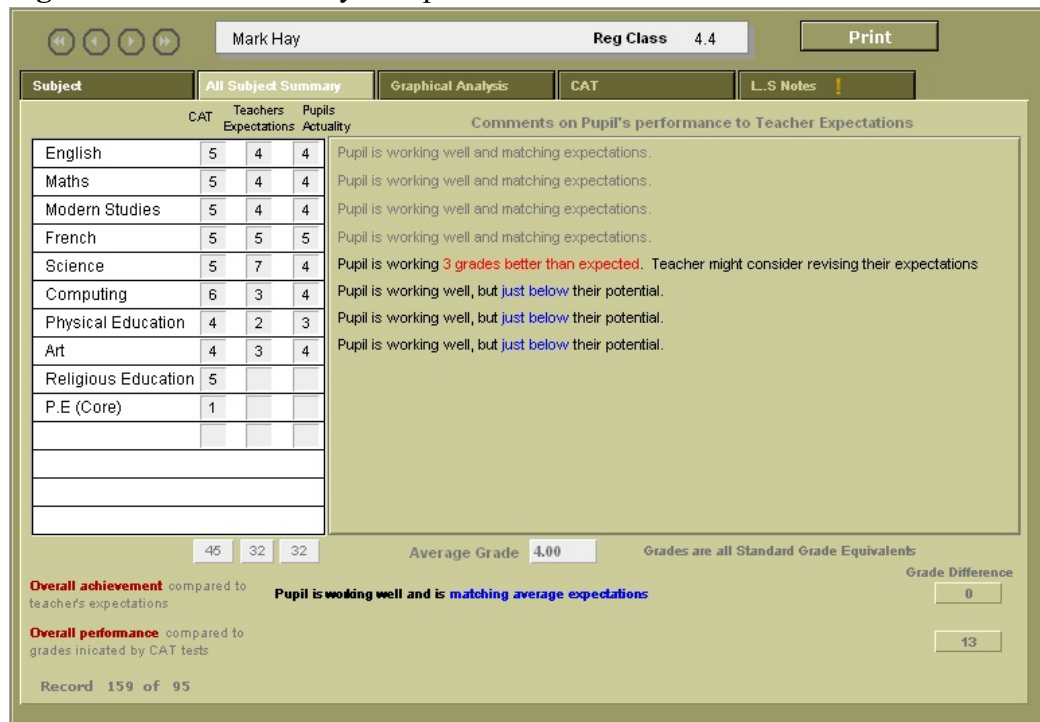 Mark Hay Reg Class 4.4 Print
Subject All Subject Summary Graphical Analysis CAT L.S Notes !
CAT Teachers Expectations Pupils Actuality Comments on Pupil's performance to Teacher Expectations
English 5 4 4 Pupil is working well and matching expectations.
Maths 5 4 4 Pupil is working well and matching expectations.
Modern Studies 5 4 4 Pupil is working well and matching expectations.
French 5 5 5 Pupil is working well and matching expectations.
Science 5 7 4 Pupil is working 3 grades better than expected. Teacher might consider revising their expectations
Computing 6 3 4 Pupil is working well, but just below their potential.
Physical Education 4 2 3 Pupil is working well, but just below their potential.
Art 4 3 4 Pupil is working well, but just below their potential.
Religious Education 5
P.E (Core) 1
45 32 32 Average Grade 4.00 Grades are all Standard Grade Equivalents
Grade Difference
Overall achievement compared to
teacher's expectations Pupil is working well and is matching average expectations 0
Overall performance compared to
grades inicated by CAT tests 13
Record 159 of 95